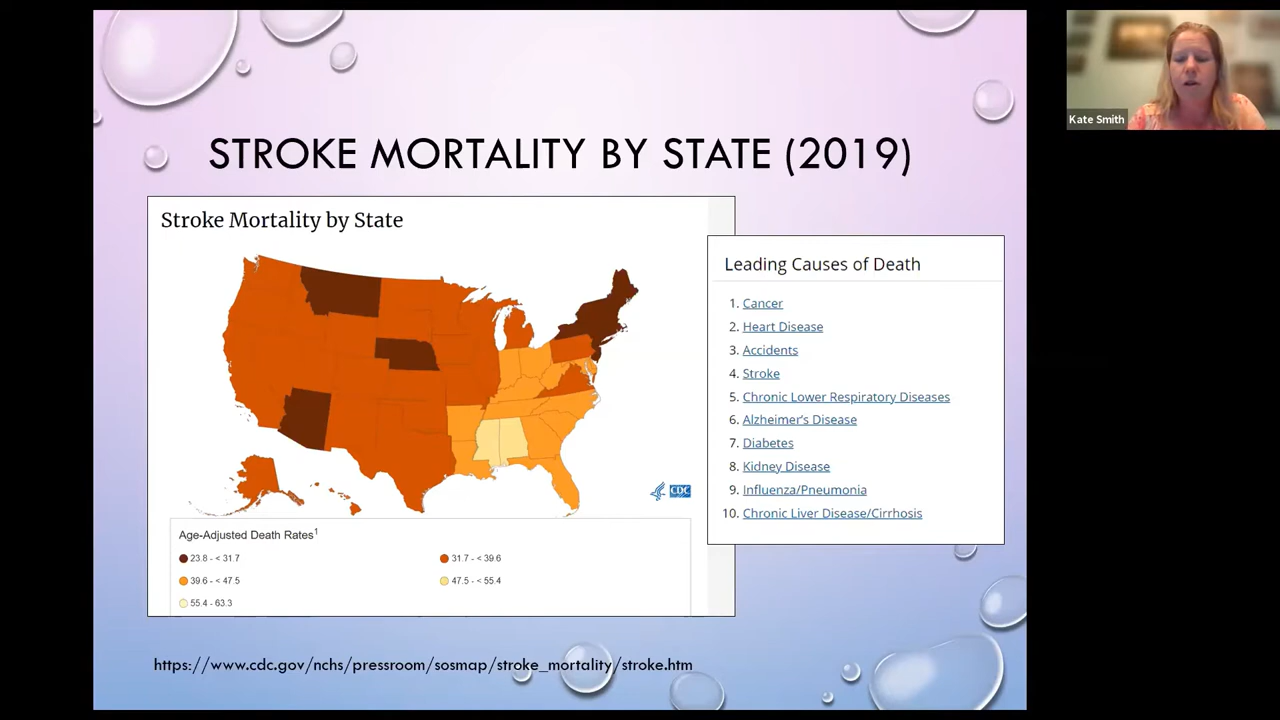 STROKE MORTALITY BY STATE (2019)
Stroke Mortality by State
CDC
Age-Adjusted Death Rates1
23.8 - < 31.7
31.7 - < 39.6
39.6 - < 47.5
47.5 - < 55.4
55.4 - 63.3
Leading Causes of Death
1. Cancer
2. Heart Disease
3. Accidents
4. Stroke
5. Chronic Lower Respiratory Diseases
6. Alzheimer's Disease
7. Diabetes
8. Kidney Disease
9. Influenza/Pneumonia
10. Chronic Liver Disease/Cirrhosis
https://www.cdc.gov/nchs/pressroom/sosmap/stroke_mortality/stroke.htm
Kate Smith